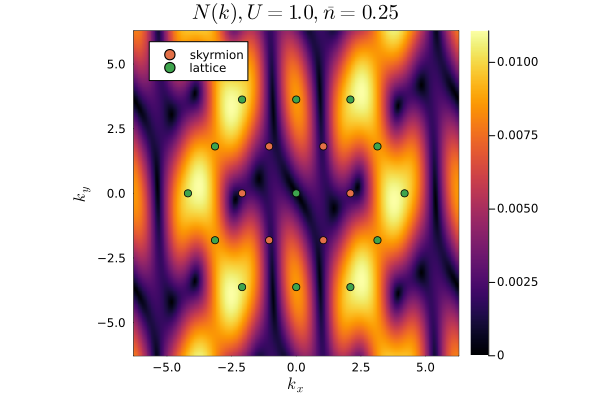 N(k), U = 1.0, n̄ = 0.25
skyrmion
lattice
5.0
2.5
0.0
−2.5
−5.0
k_y
−5.0 −2.5 0.0 2.5 5.0
k_x
0.0100
0.0075
0.0050
0.0025
0